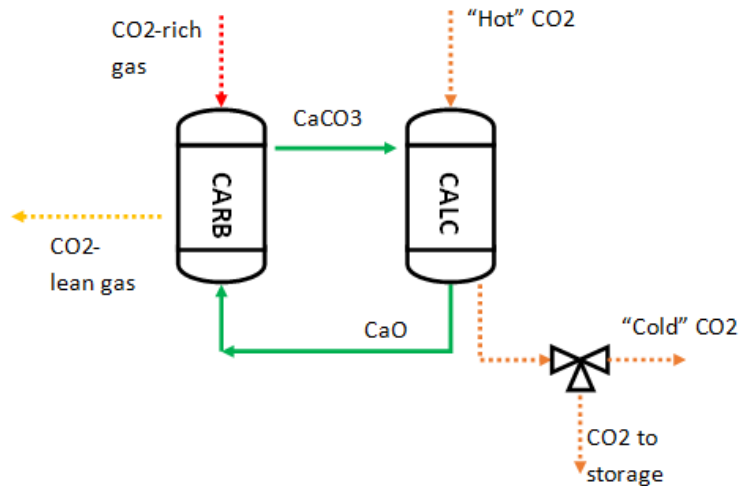 CO2-rich
gas
“Hot” CO2
CaCO3
CARB
CALC
CO2-
lean gas
CaO
“Cold” CO2
CO2 to
storage